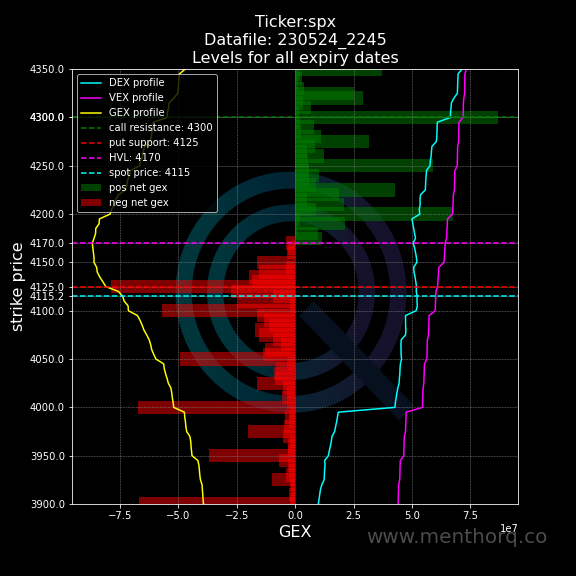 Ticker:spx
Datafile: 230524_2245
Levels for all expiry dates
DEX profile
VEX profile
GEX profile
call resistance: 4300
put support: 4125
HVL: 4170
spot price: 4115
pos net gex
neg net gex
strike price
4350.0
4300.0
4250.0
4200.0
4170.0
4150.0
4125.0
4115.2
4100.0
4050.0
4000.0
3950.0
3900.0
−7.5 −5.0 −2.5 0.0 2.5 5.0 7.5
1e7
GEX
www.menthorq.co